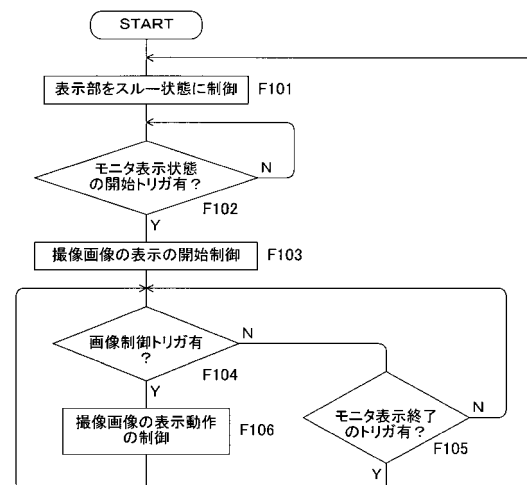 START
表示部をスルー状態に制御
F101
モニタ表示状態
の開始トリガ有？
N
F102
Y
撮像画像の表示の開始制御
F103
画像制御トリガ有
？
N
F104
Y
撮像画像の表示動作
の制御
F106
モニタ表示終了
のトリガ有？
N
F105
Y